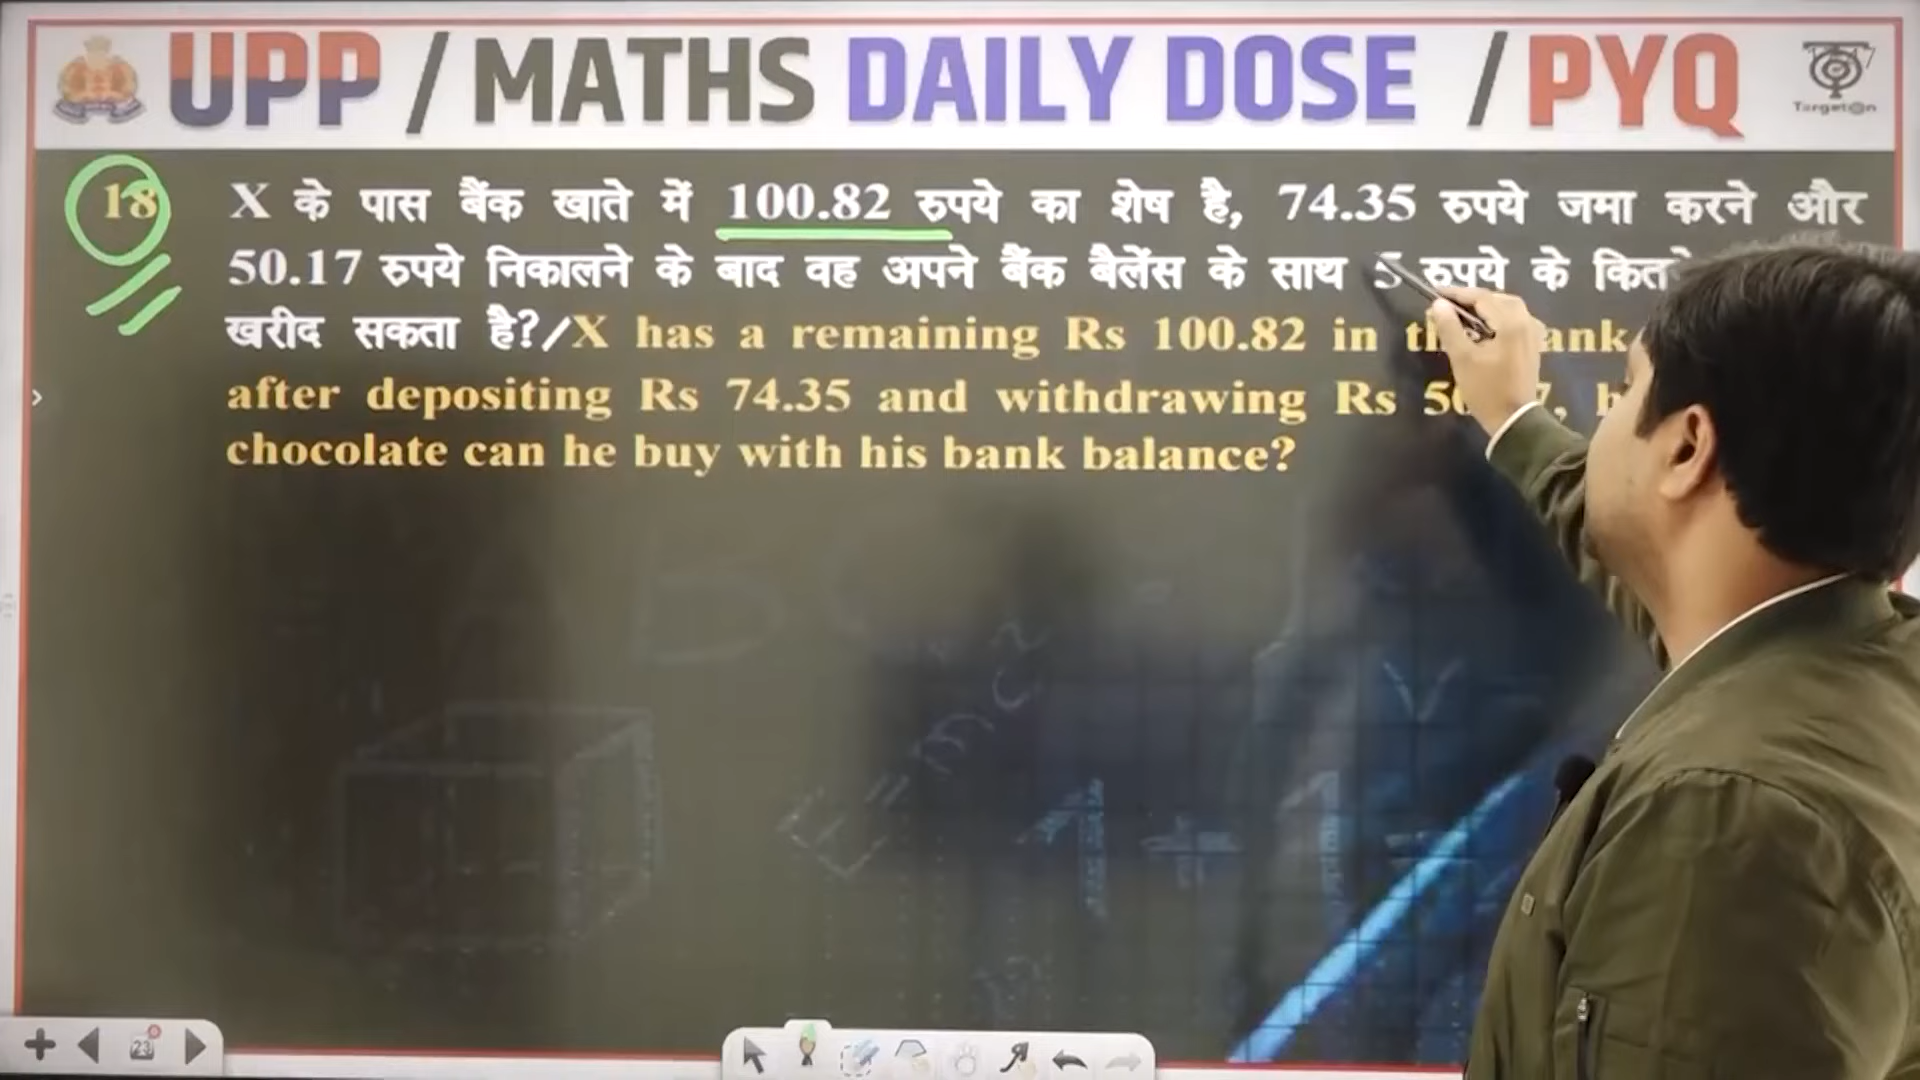 UPP / MATHS DAILY DOSE / PYQ
Target@n
18 X के पास बैंक खाते में 100.82 रुपये का शेष है, 74.35 रुपये जमा करने और
50.17 रुपये निकालने के बाद वह अपने बैंक बैलेंस के साथ 5 रुपये के
खरीद सकता है?/X has a remaining Rs 100.82 in
after depositing Rs 74.35 and withdrawing Rs
chocolate can he buy with his bank balance?
23